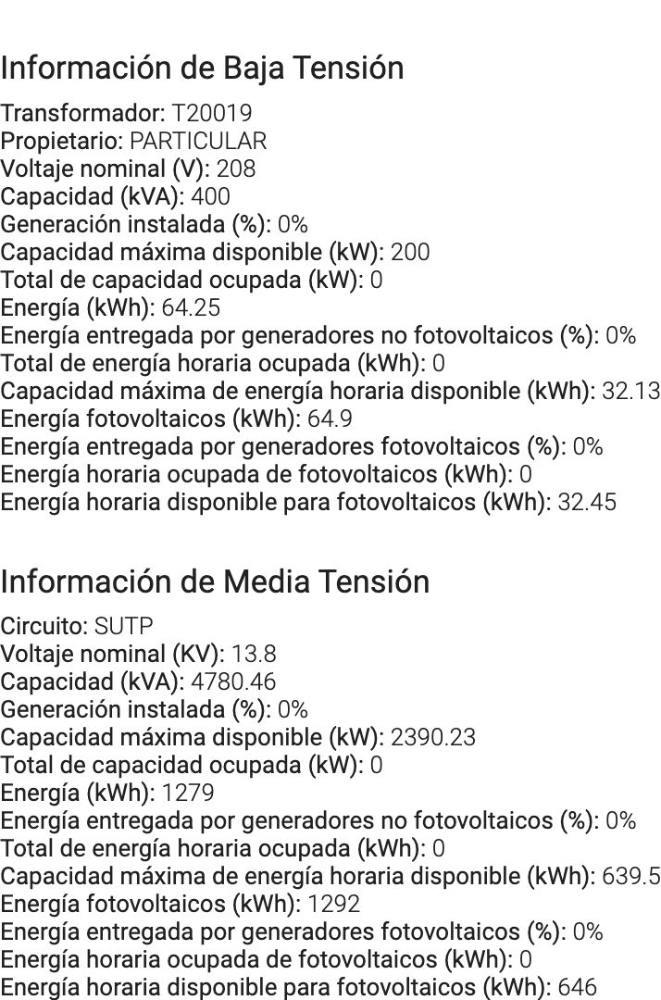 Información de Baja Tensión
Transformador: T20019
Propietario: PARTICULAR
Voltaje nominal (V): 208
Capacidad (kVA): 400
Generación instalada (%): 0%
Capacidad máxima disponible (kW): 200
Total de capacidad ocupada (kW): 0
Energía (kWh): 64.25
Energía entregada por generadores no fotovoltaicos (%): 0%
Total de energía horaria ocupada (kWh): 0
Capacidad máxima de energía horaria disponible (kWh): 32.13
Energía fotovoltaicos (kWh): 64.9
Energía entregada por generadores fotovoltaicos (%): 0%
Energía horaria ocupada de fotovoltaicos (kWh): 0
Energía horaria disponible para fotovoltaicos (kWh): 32.45
Información de Media Tensión
Circuito: SUTP
Voltaje nominal (KV): 13.8
Capacidad (kVA): 4780.46
Generación instalada (%): 0%
Capacidad máxima disponible (kW): 2390.23
Total de capacidad ocupada (kW): 0
Energía (kWh): 1279
Energía entregada por generadores no fotovoltaicos (%): 0%
Total de energía horaria ocupada (kWh): 0
Capacidad máxima de energía horaria disponible (kWh): 639.5
Energía fotovoltaicos (kWh): 1292
Energía entregada por generadores fotovoltaicos (%): 0%
Energía horaria ocupada de fotovoltaicos (kWh): 0
Energía horaria disponible para fotovoltaicos (kWh): 646